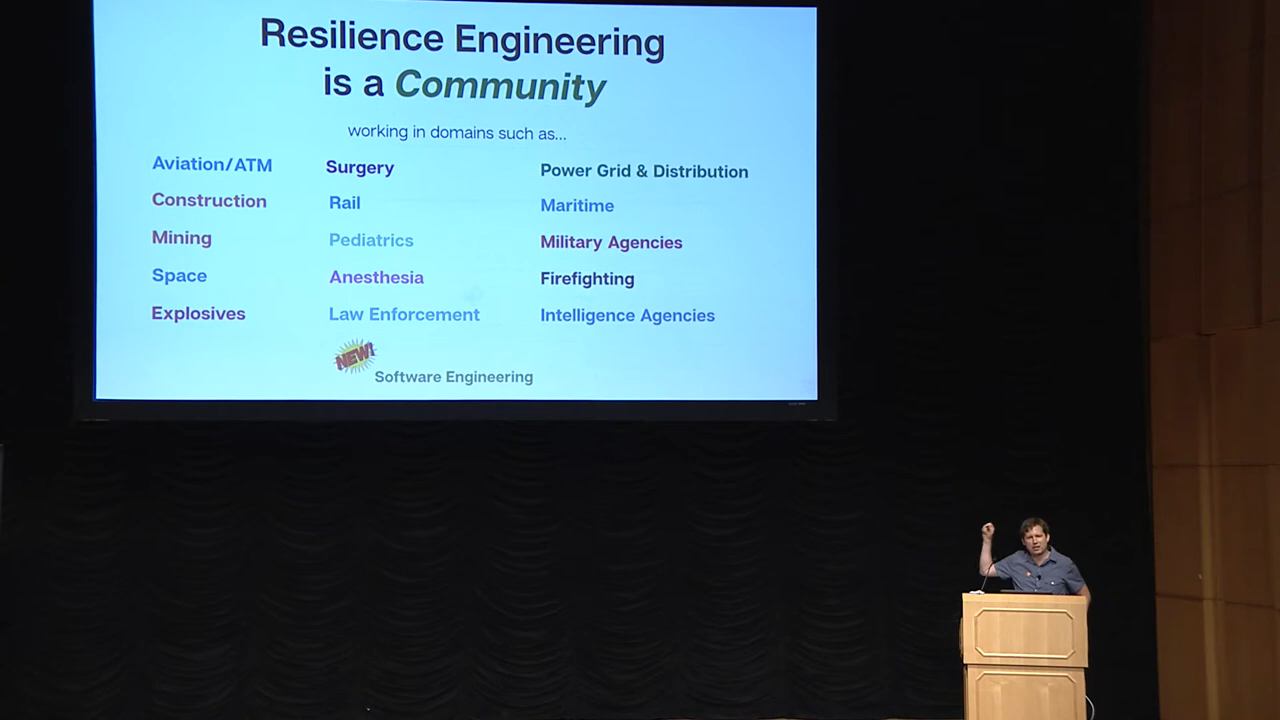 Resilience Engineering
is a Community
working in domains such as...
Aviation/ATM
Construction
Mining
Space
Explosives
Surgery
Rail
Pediatrics
Anesthesia
Law Enforcement
Power Grid & Distribution
Maritime
Military Agencies
Firefighting
Intelligence Agencies
NEW!
Software Engineering